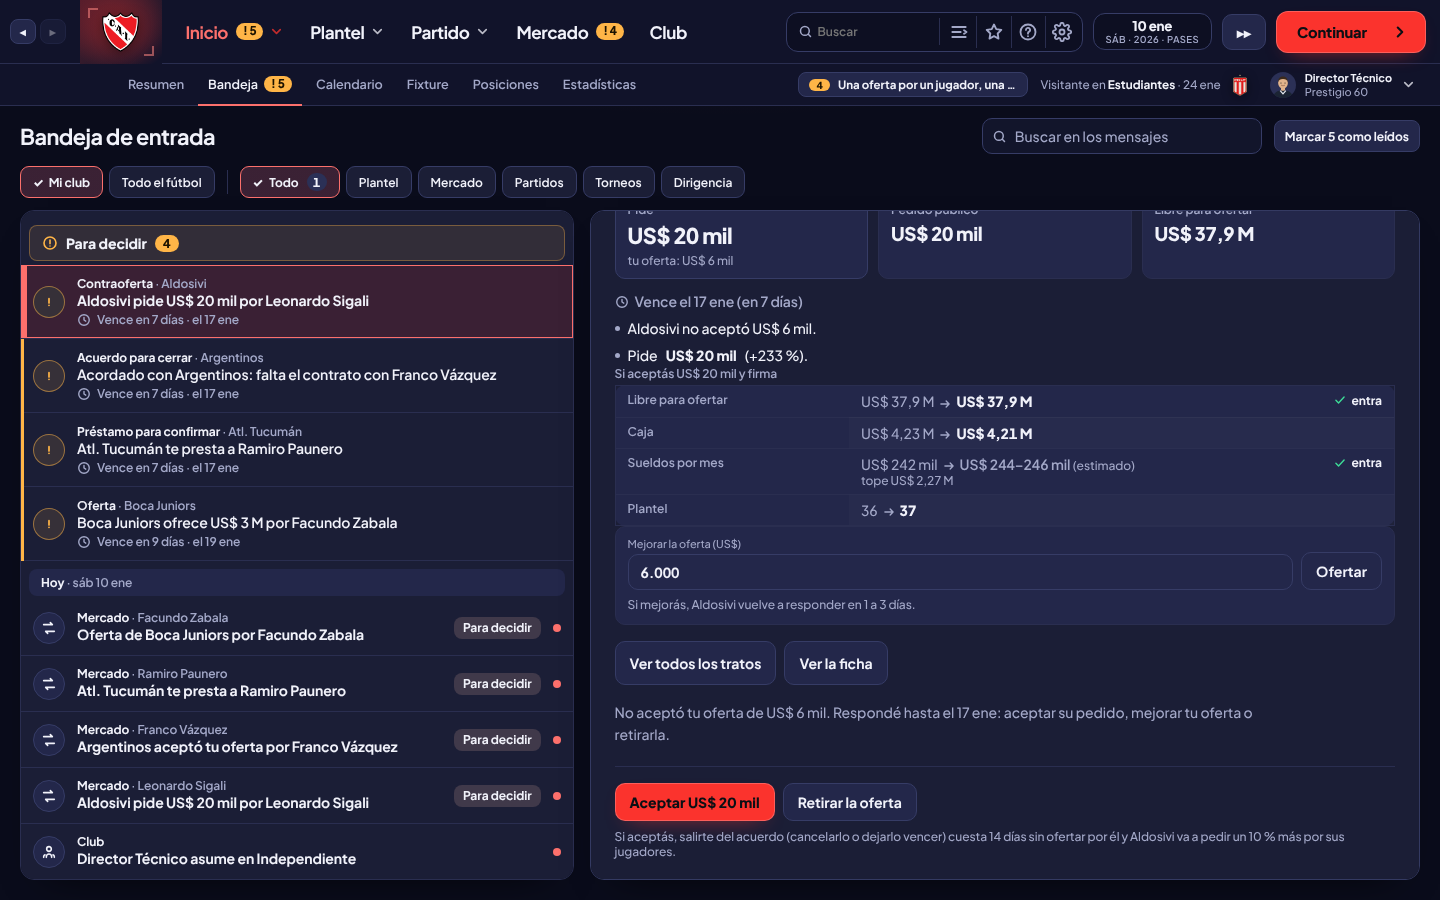 Inicio !5
Plantel
Partido
Mercado !4
Club
Buscar
10 ene
SÁB · 2026 · PASES
Continuar
Resumen
Bandeja !5
Calendario
Fixture
Posiciones
Estadísticas
4 Una oferta por un jugador, una ...
Visitante en Estudiantes · 24 ene
Director Técnico
Prestigio 60
Bandeja de entrada
Buscar en los mensajes
Marcar 5 como leídos
Mi club
Todo el fútbol
Todo 1
Plantel
Mercado
Partidos
Torneos
Dirigencia
Para decidir 4
Contraoferta · Aldosivi
Aldosivi pide US$ 20 mil por Leonardo Sigali
Vence en 7 días · el 17 ene
Acuerdo para cerrar · Argentinos
Acordado con Argentinos: falta el contrato con Franco Vázquez
Vence en 7 días · el 17 ene
Préstamo para confirmar · Atl. Tucumán
Atl. Tucumán te presta a Ramiro Paunero
Vence en 7 días · el 17 ene
Oferta · Boca Juniors
Boca Juniors ofrece US$ 3 M por Facundo Zabala
Vence en 9 días · el 19 ene
Hoy · sáb 10 ene
Mercado · Facundo Zabala
Oferta de Boca Juniors por Facundo Zabala
Para decidir
Mercado · Ramiro Paunero
Atl. Tucumán te presta a Ramiro Paunero
Para decidir
Mercado · Franco Vázquez
Argentinos aceptó tu oferta por Franco Vázquez
Para decidir
Mercado · Leonardo Sigali
Aldosivi pide US$ 20 mil por Leonardo Sigali
Para decidir
Club
Director Técnico asume en Independiente
Pide
US$ 20 mil
tu oferta: US$ 6 mil
Pedido público
US$ 20 mil
Libre para ofertar
US$ 37,9 M
Vence el 17 ene (en 7 días)
Aldosivi no aceptó US$ 6 mil.
Pide US$ 20 mil (+233 %).
Si aceptás US$ 20 mil y firma
Libre para ofertar US$ 37,9 M → US$ 37,9 M ✓ entra
Caja US$ 4,23 M → US$ 4,21 M
Sueldos por mes US$ 242 mil → US$ 244–246 mil (estimado) ✓ entra
tope US$ 2,27 M
Plantel 36 → 37
Mejorar la oferta (US$)
6.000
Ofertar
Si mejorás, Aldosivi vuelve a responder en 1 a 3 días.
Ver todos los tratos
Ver la ficha
No aceptó tu oferta de US$ 6 mil. Respondé hasta el 17 ene: aceptar su pedido, mejorar tu oferta o
retirarla.
Aceptar US$ 20 mil
Retirar la oferta
Si aceptás, salirte del acuerdo (cancelarlo o dejarlo vencer) cuesta 14 días sin ofertar por él y Aldosivi va a pedir un 10 % más por sus
jugadores.